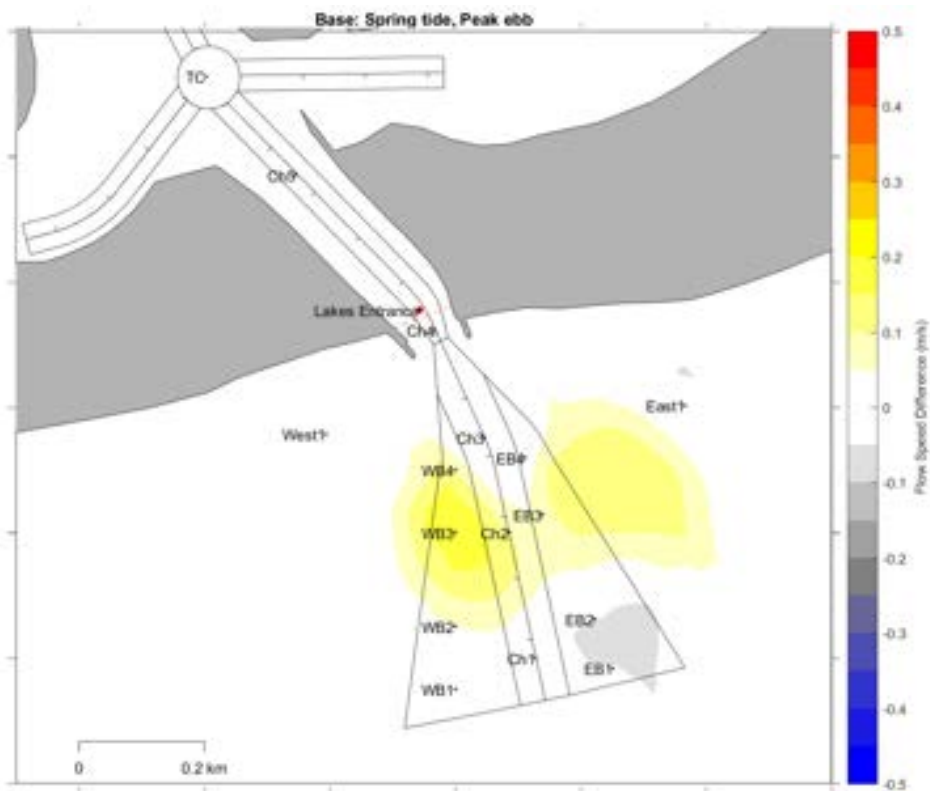 Base: Spring tide, Peak ebb
TC
Ch5
Lakes Entrance
Ch4
West1
East1
Ch3
EB4
WB4
EB3
WB3
Ch2
WB2
EB2
Ch1
EB1
WB1
0
0.2 km
0.5
0.4
0.3
0.2
0.1
0
-0.1
-0.2
-0.3
-0.4
-0.5
Flow Speed Difference (m/s)